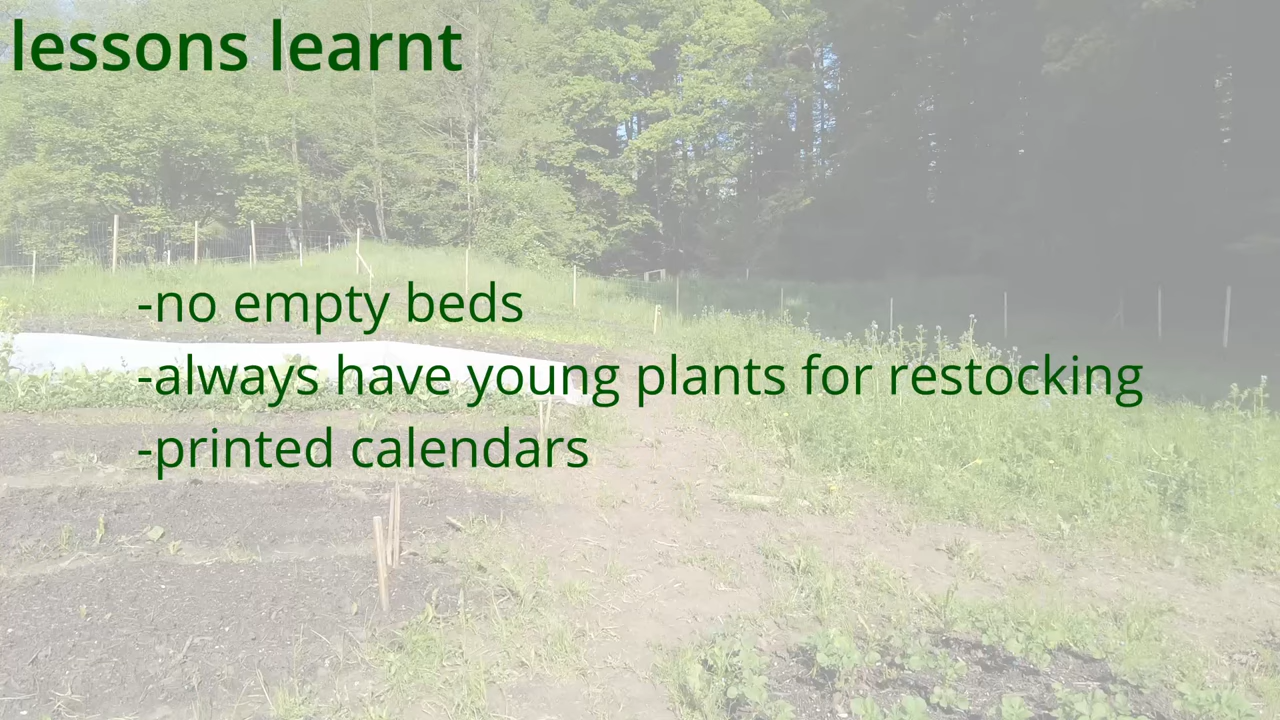 lessons learnt
-no empty beds
-always have young plants for restocking
-printed calendars